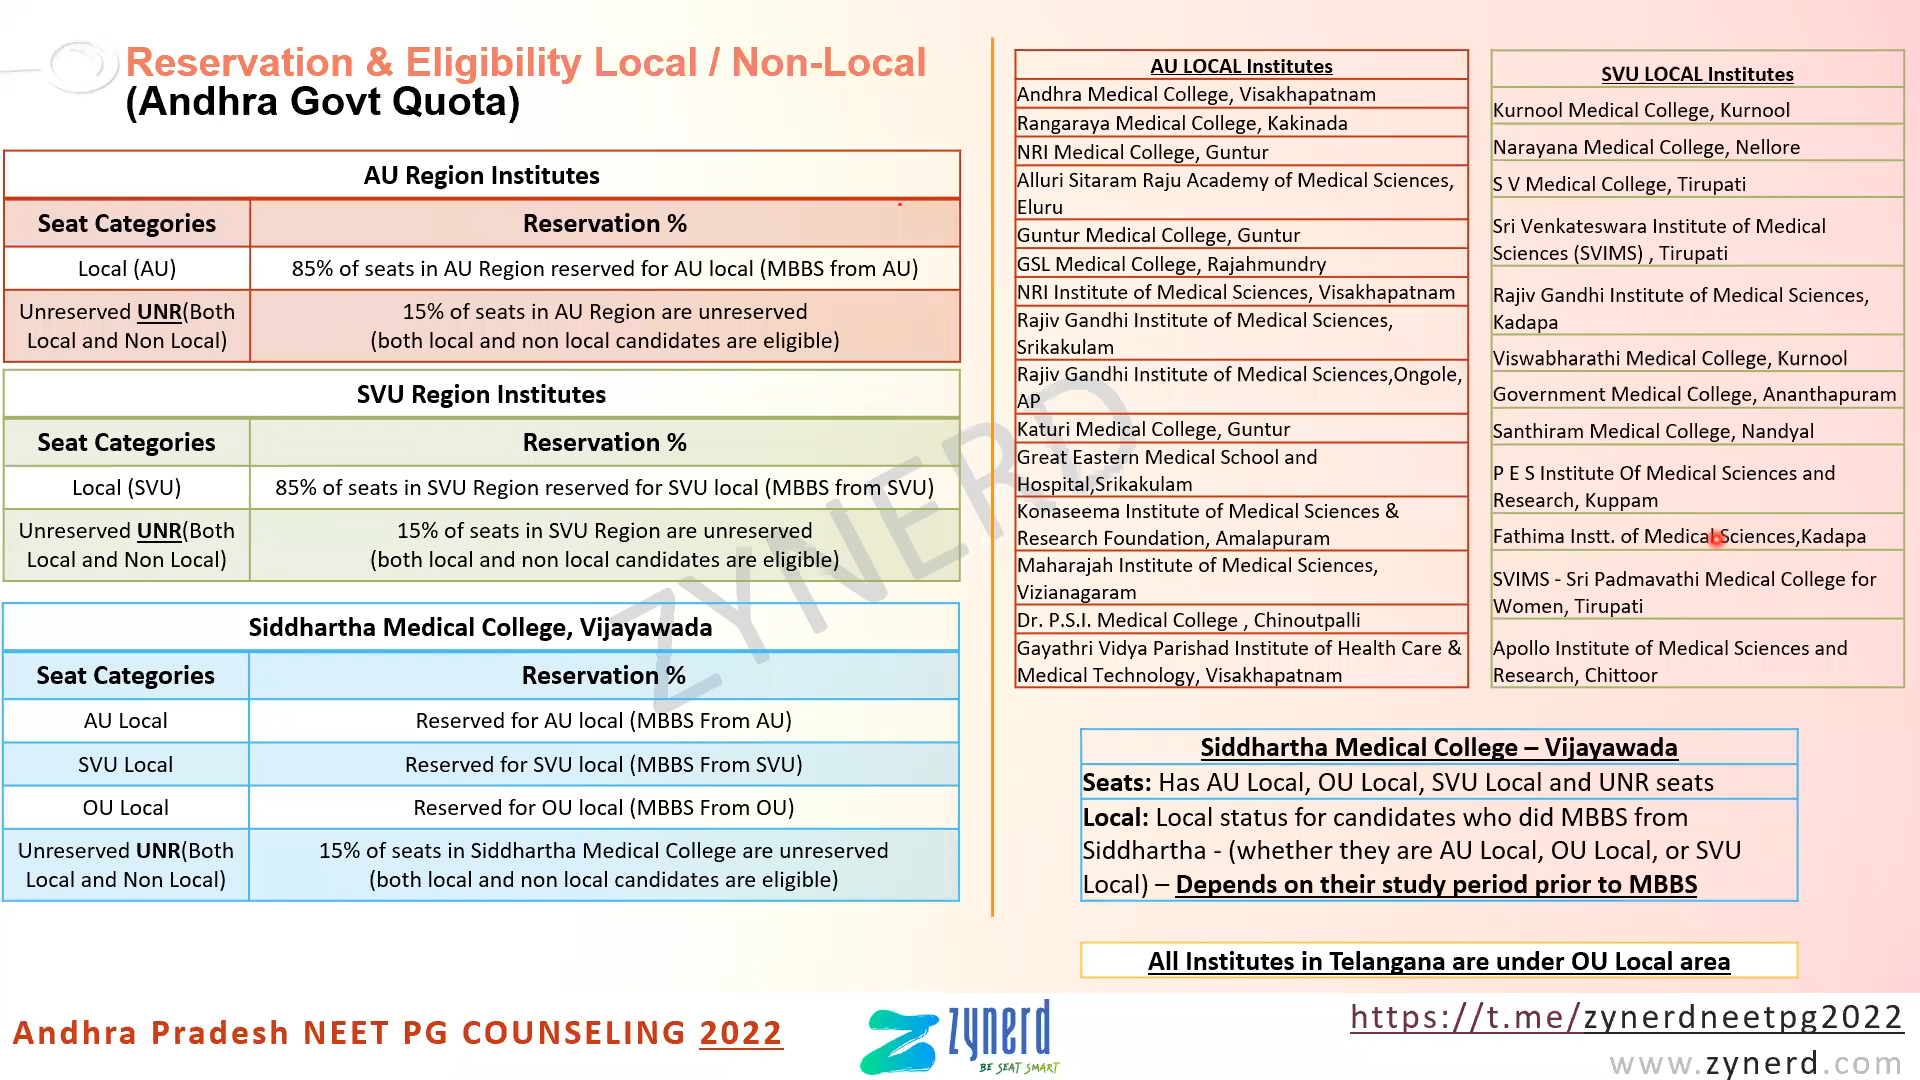 Reservation & Eligibility Local / Non-Local
(Andhra Govt Quota)
AU Region Institutes
Seat Categories Reservation %
Local (AU) 85% of seats in AU Region reserved for AU local (MBBS from AU)
Unreserved UNR(Both
Local and Non Local)
15% of seats in AU Region are unreserved
(both local and non local candidates are eligible)
SVU Region Institutes
Seat Categories Reservation %
Local (SVU) 85% of seats in SVU Region reserved for SVU local (MBBS from SVU)
Unreserved UNR(Both
Local and Non Local)
15% of seats in SVU Region are unreserved
(both local and non local candidates are eligible)
Siddhartha Medical College, Vijayawada
Seat Categories Reservation %
AU Local Reserved for AU local (MBBS From AU)
SVU Local Reserved for SVU local (MBBS From SVU)
OU Local Reserved for OU local (MBBS From OU)
Unreserved UNR(Both
Local and Non Local)
15% of seats in Siddhartha Medical College are unreserved
(both local and non local candidates are eligible)
AU LOCAL Institutes
Andhra Medical College, Visakhapatnam
Rangaraya Medical College, Kakinada
NRI Medical College, Guntur
Alluri Sitaram Raju Academy of Medical Sciences,
Eluru
Guntur Medical College, Guntur
GSL Medical College, Rajahmundry
NRI Institute of Medical Sciences, Visakhapatnam
Rajiv Gandhi Institute of Medical Sciences,
Srikakulam
Rajiv Gandhi Institute of Medical Sciences,Ongole,
AP
Katuri Medical College, Guntur
Great Eastern Medical School and
Hospital,Srikakulam
Konaseema Institute of Medical Sciences &
Research Foundation, Amalapuram
Maharajah Institute of Medical Sciences,
Vizianagaram
Dr. P.S.I. Medical College , Chinoutpalli
Gayathri Vidya Parishad Institute of Health Care &
Medical Technology, Visakhapatnam
SVU LOCAL Institutes
Kurnool Medical College, Kurnool
Narayana Medical College, Nellore
S V Medical College, Tirupati
Sri Venkateswara Institute of Medical
Sciences (SVIMS) , Tirupati
Rajiv Gandhi Institute of Medical Sciences,
Kadapa
Viswabharathi Medical College, Kurnool
Government Medical College, Ananthapuram
Santhiram Medical College, Nandyal
P E S Institute Of Medical Sciences and
Research, Kuppam
Fathima Instt. of Medical Sciences,Kadapa
SVIMS - Sri Padmavathi Medical College for
Women, Tirupati
Apollo Institute of Medical Sciences and
Research, Chittoor
Siddhartha Medical College – Vijayawada
Seats: Has AU Local, OU Local, SVU Local and UNR seats
Local: Local status for candidates who did MBBS from
Siddhartha - (whether they are AU Local, OU Local, or SVU
Local) – Depends on their study period prior to MBBS
All Institutes in Telangana are under OU Local area
ZYNERD
Andhra Pradesh NEET PG COUNSELING 2022
zynerd
BE SEAT SMART
https://t.me/zynerdneetpg2022
www.zynerd.com